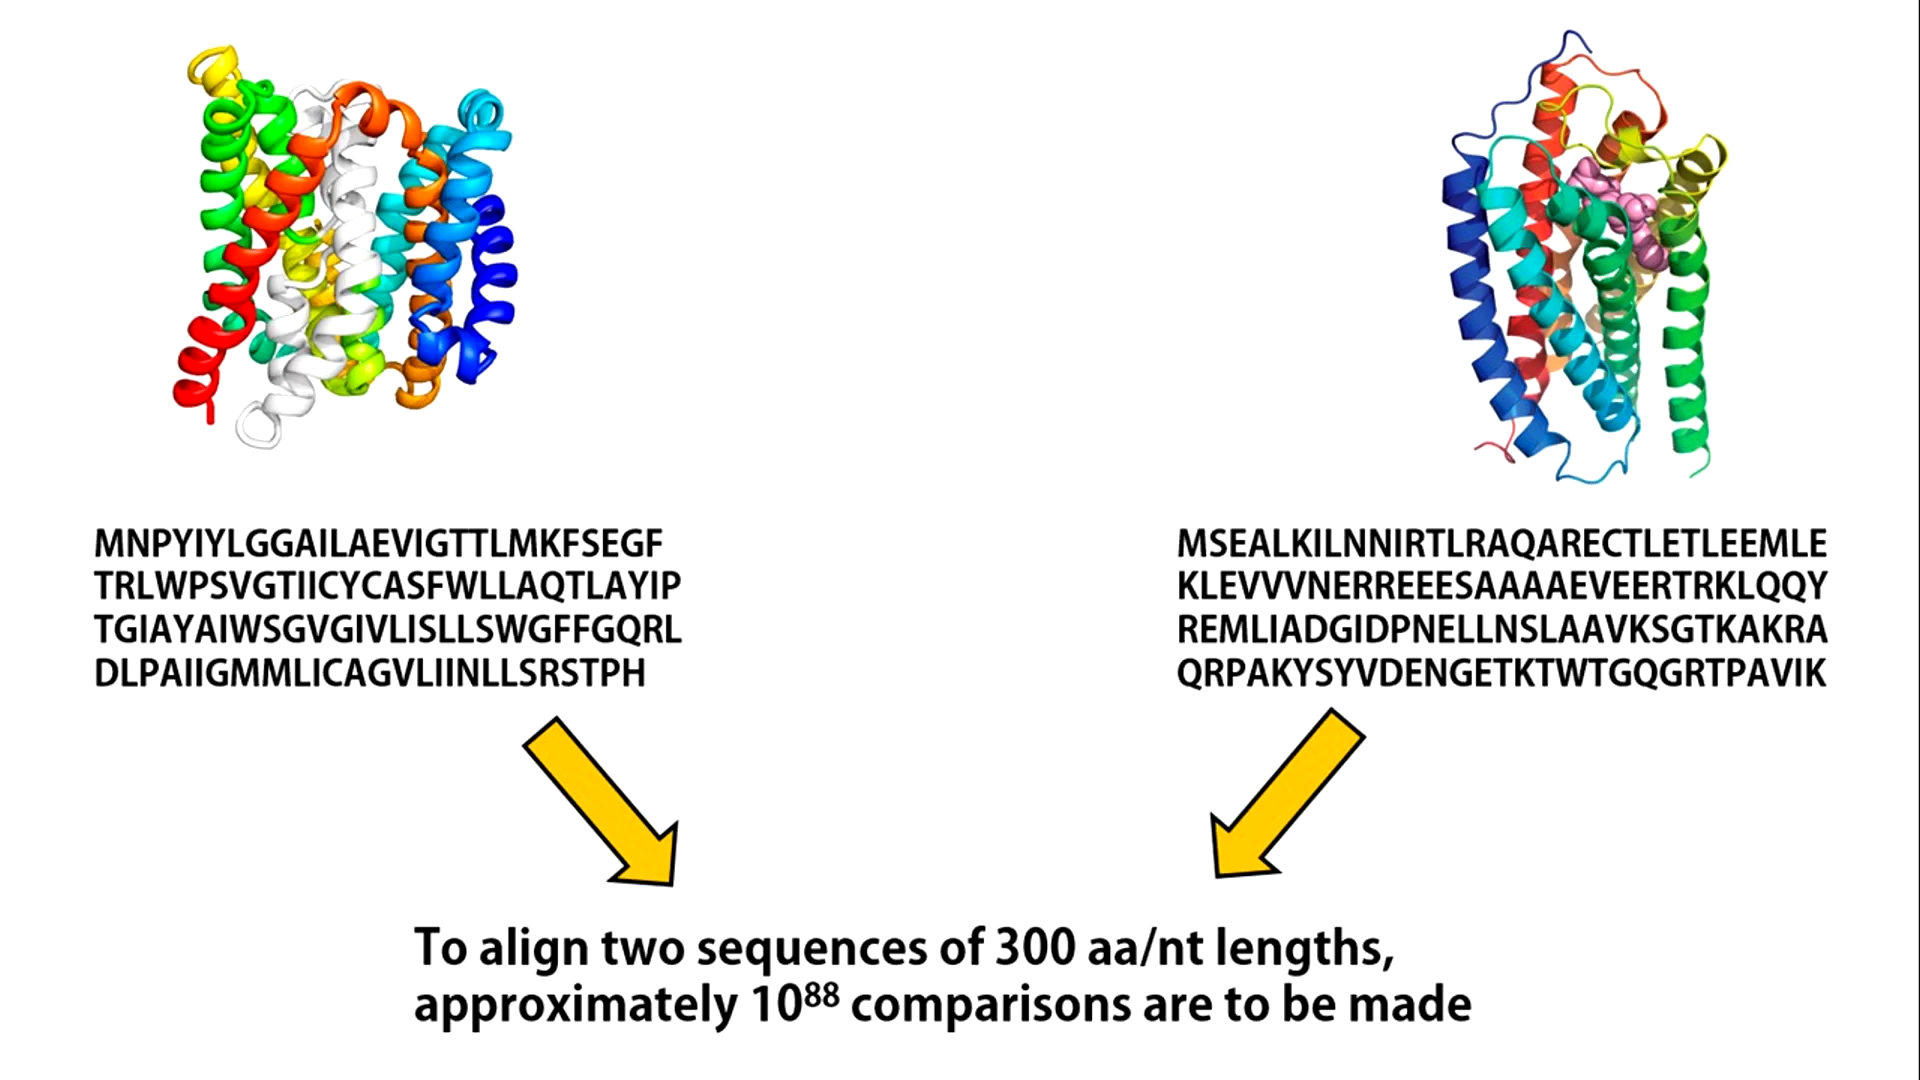 MNPYIYLGGAILAEVIGTTLMKFSEGF
TRLWPSVGTIICYCASFWLLAQTLAYIP
TGIAYAIWSGVGIVLISLLSWGFFGQRL
DLPAIIGMMLICAGVLIINLLSRSTPH
MSEALKILNNIRTLRAQARECTLETLEEMLE
KLEVVVNERREEESAAAAEVEERTRKLQQY
REMLIADGIDPNELLNSLAAVKSGTKAKRA
QRPAKYSYVDENGETKTWTGQGRTPAVIK
To align two sequences of 300 aa/nt lengths,
approximately 10⁸⁸ comparisons are to be made